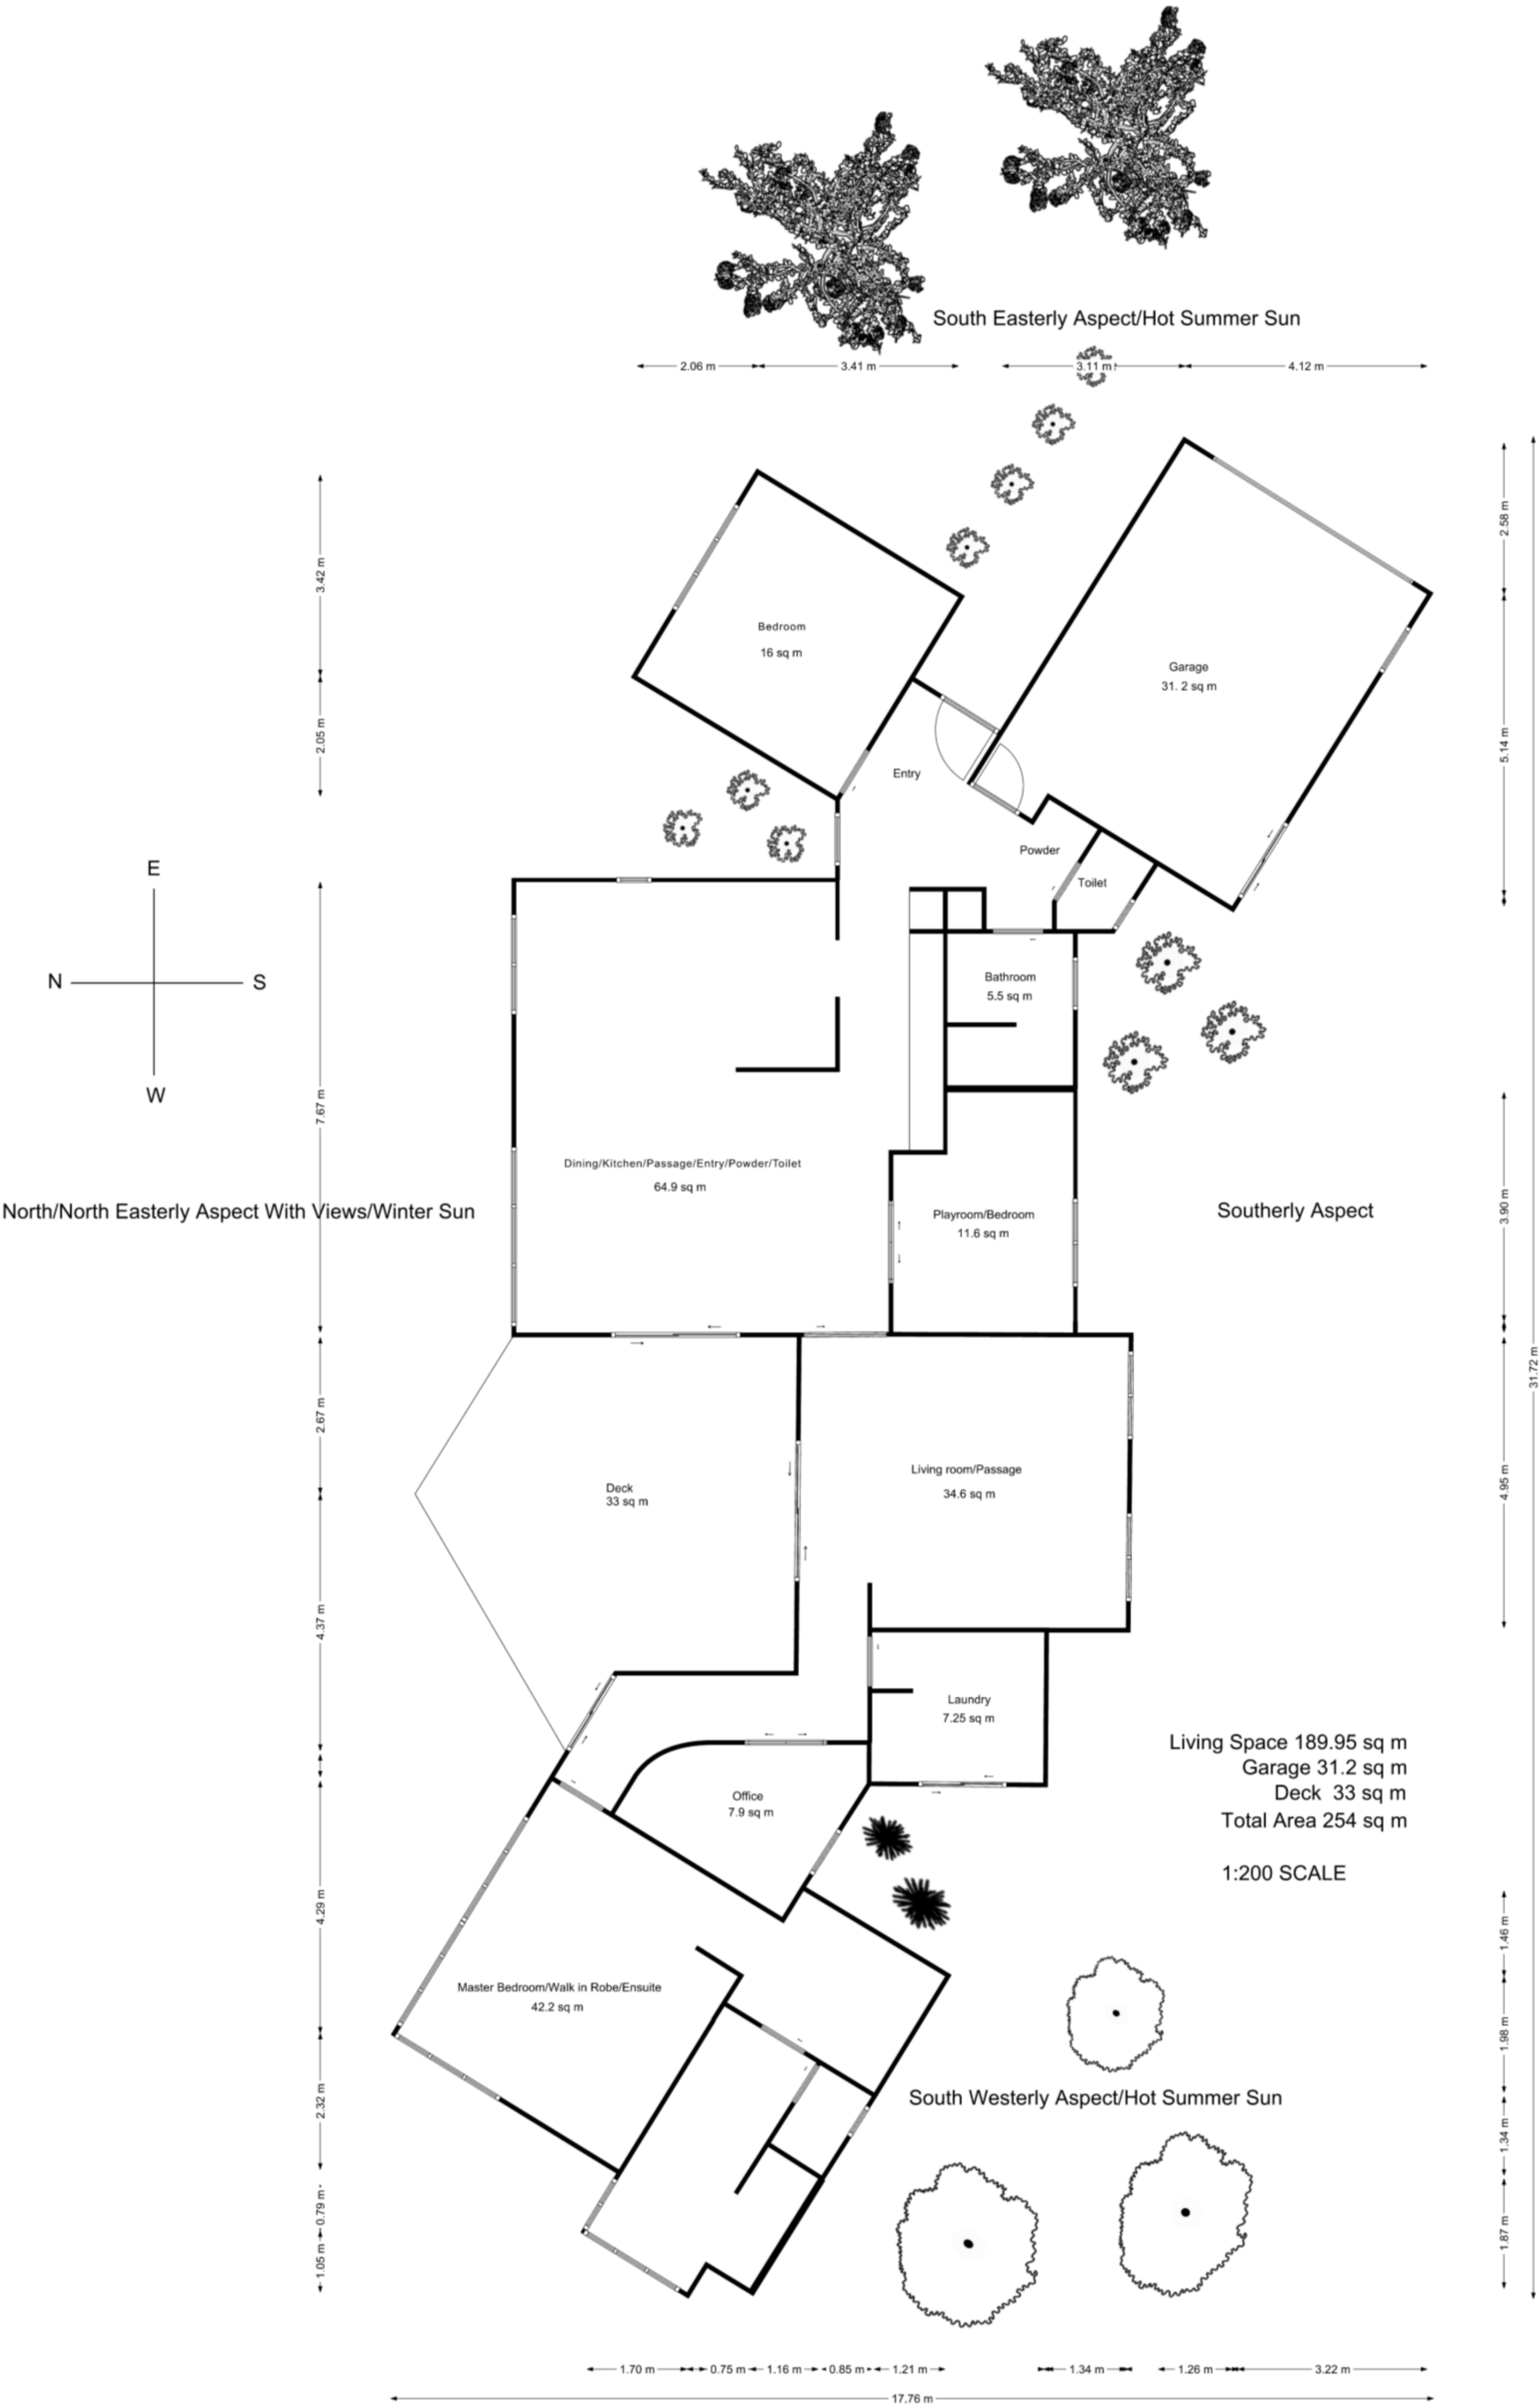 South Easterly Aspect/Hot Summer Sun
2.06 m
3.41 m
3.11 m
4.12 m
2.58 m
3.42 m
Bedroom
16 sq m
Garage
31. 2 sq m
2.05 m
5.14 m
Entry
Powder
Toilet
E
N
S
W
Bathroom
5.5 sq m
7.67 m
Dining/Kitchen/Passage/Entry/Powder/Toilet
64.9 sq m
North/North Easterly Aspect With Views/Winter Sun
Playroom/Bedroom
11.6 sq m
Southerly Aspect
3.90 m
31.72 m
2.67 m
Deck
33 sq m
Living room/Passage
34.6 sq m
4.95 m
4.37 m
Laundry
7.25 sq m
Office
7.9 sq m
Living Space 189.95 sq m
Garage 31.2 sq m
Deck 33 sq m
Total Area 254 sq m
1:200 SCALE
4.29 m
1.46 m
Master Bedroom/Walk in Robe/Ensuite
42.2 sq m
1.98 m
South Westerly Aspect/Hot Summer Sun
2.32 m
1.34 m
0.79 m
1.87 m
1.05 m
1.70 m
0.75 m
1.16 m
0.85 m
1.21 m
1.34 m
1.26 m
3.22 m
17.76 m